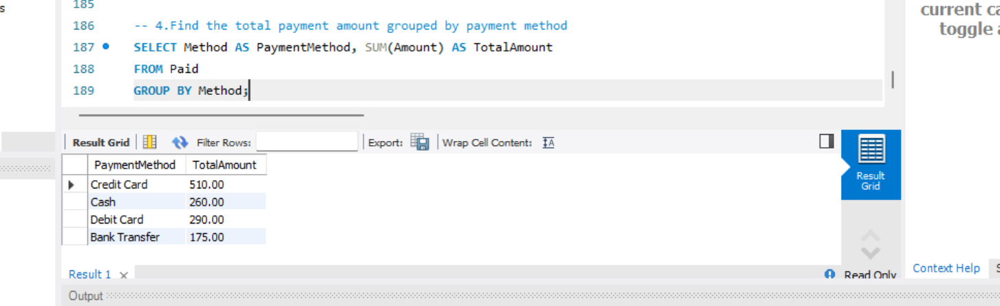 s
185
186 -- 4.Find the total payment amount grouped by payment method
187 SELECT Method AS PaymentMethod, SUM(Amount) AS TotalAmount
188 FROM Paid
189 GROUP BY Method;
current ca
toggle a
Result Grid Filter Rows: Export: Wrap Cell Content: IA
PaymentMethod TotalAmount
Credit Card 510.00
Cash 260.00
Debit Card 290.00
Bank Transfer 175.00
Result
Grid
Result 1 ×
Read Only
Context Help S
Output